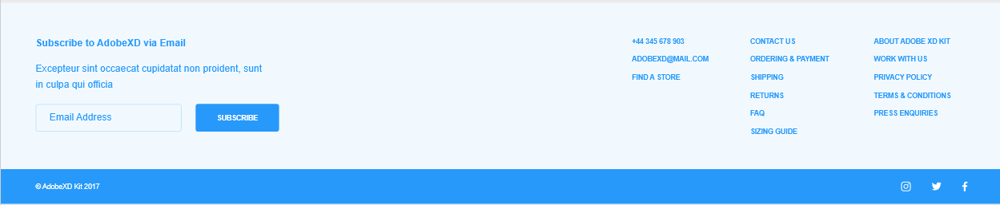 Subscribe to AdobeXD via Email
Excepteur sint occaecat cupidatat non proident, sunt
in culpa qui officia
Email Address
SUBSCRIBE
+44 345 678 903
ADOBEXD@MAIL.COM
FIND A STORE
CONTACT US
ORDERING & PAYMENT
SHIPPING
RETURNS
FAQ
SIZING GUIDE
ABOUT ADOBE XD KIT
WORK WITH US
PRIVACY POLICY
TERMS & CONDITIONS
PRESS ENQUIRIES
© AdobeXD Kit 2017